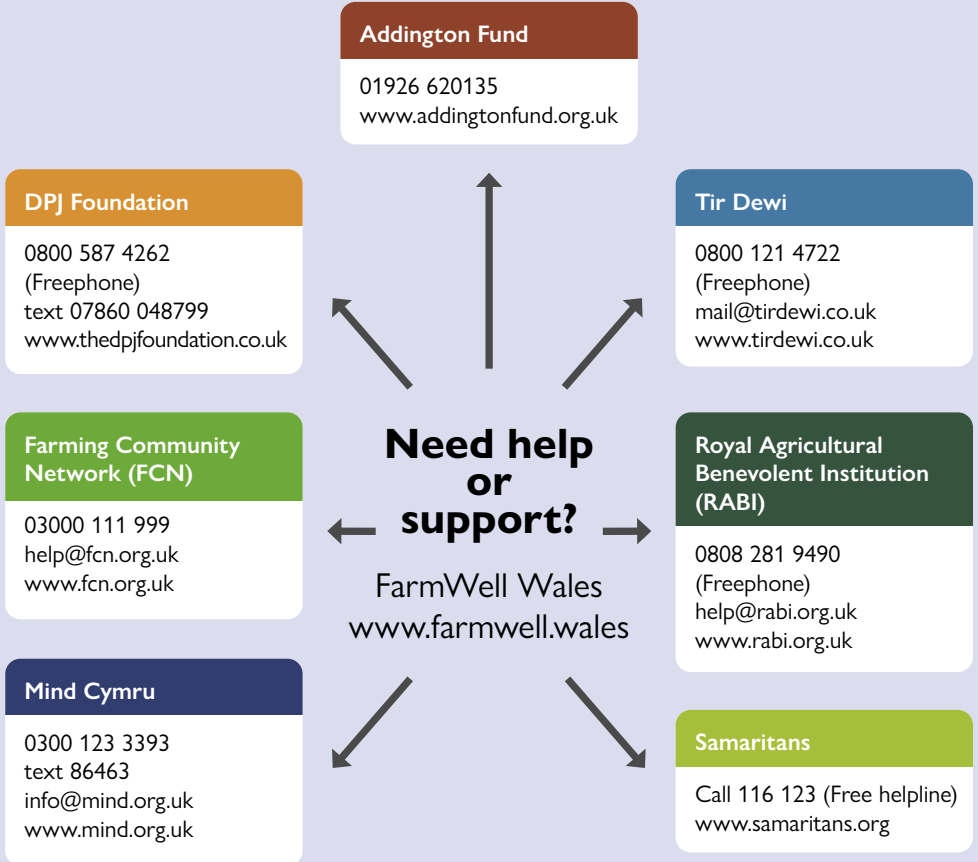 Addington Fund
01926 620135
www.addingtonfund.org.uk
DPJ Foundation
0800 587 4262
(Freephone)
text 07860 048799
www.thedpjfoundation.co.uk
Tir Dewi
0800 121 4722
(Freephone)
mail@tirdewi.co.uk
www.tirdewi.co.uk
Farming Community
Network (FCN)
03000 111 999
help@fcn.org.uk
www.fcn.org.uk
Need help
or
support?
FarmWell Wales
www.farmwell.wales
Royal Agricultural
Benevolent Institution
(RABI)
0808 281 9490
(Freephone)
help@rabi.org.uk
www.rabi.org.uk
Mind Cymru
0300 123 3393
text 86463
info@mind.org.uk
www.mind.org.uk
Samaritans
Call 116 123 (Free helpline)
www.samaritans.org